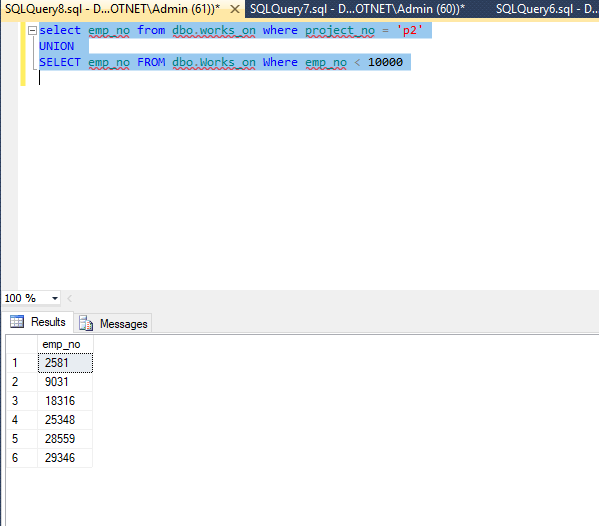 SQLQuery8.sql - D...OTNET\Admin (61))* SQLQuery7.sql - D...OTNET\Admin (60))* SQLQuery6.sql - D...
select emp_no from dbo.works_on where project_no = 'p2'
UNION
SELECT emp_no FROM dbo.Works_on Where emp_no < 10000
100 %
Results Messages
emp_no
1 2581
2 9031
3 18316
4 25348
5 28559
6 29346